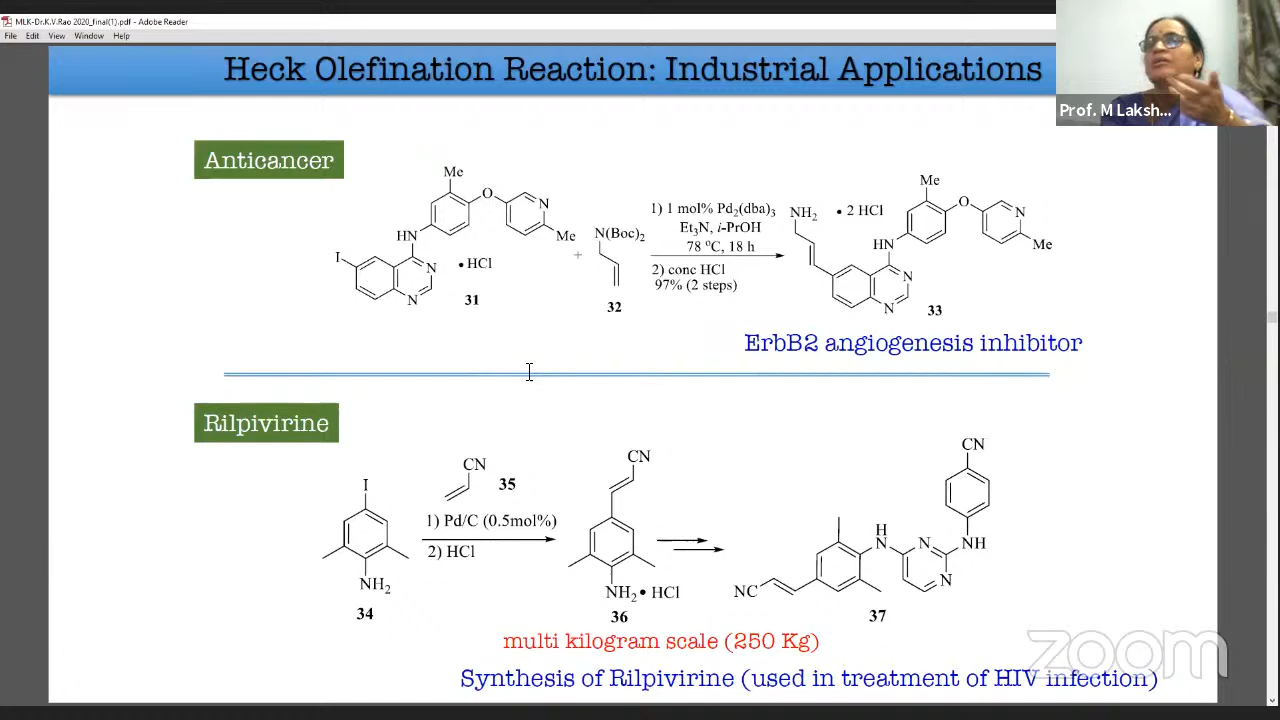 MLK-Dr.K.V.Rao 2020_final(1).pdf - Adobe Reader
File Edit View Window Help
Heck Olefination Reaction: Industrial Applications
Prof. M Laksh...
Anticancer
Me
O
N
Me
HN
I
N
N
• HCl
31
+
N(Boc)2
32
1) 1 mol% Pd2(dba)3
Et3N, i-PrOH
78 °C, 18 h
2) conc HCl
97% (2 steps)
NH2
• 2 HCl
Me
O
N
Me
HN
N
N
33
ErbB2 angiogenesis inhibitor
Rilpivirine
I
NH2
34
CN
35
1) Pd/C (0.5mol%)
2) HCl
CN
NH2 • HCl
36
CN
H
N
N
NH
N
NC
37
multi kilogram scale (250 Kg)
Synthesis of Rilpivirine (used in treatment of HIV infection)
zoom